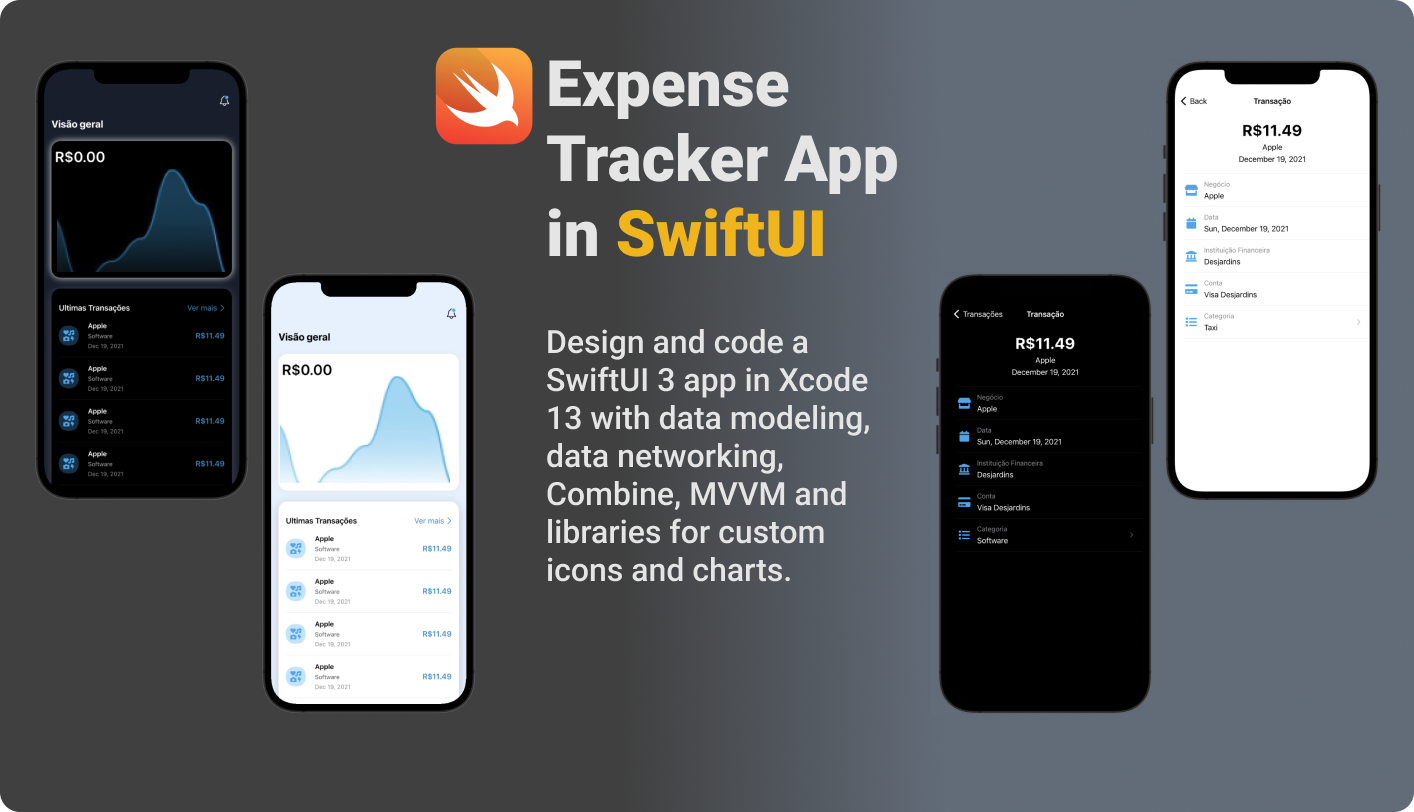 Expense
Tracker App
in SwiftUI
Design and code a
SwiftUI 3 app in Xcode
13 with data modeling,
data networking,
Combine, MVVM and
libraries for custom
icons and charts.
Visão geral
R$0.00
Ultimas Transações Ver mais
Apple
Software R$11.49
Dec 19, 2021
Apple
Software R$11.49
Dec 19, 2021
Apple
Software R$11.49
Dec 19, 2021
Apple
Software R$11.49
Dec 19, 2021
Visão geral
R$0.00
Ultimas Transações Ver mais
Apple
Software R$11.49
Dec 19, 2021
Apple
Software R$11.49
Dec 19, 2021
Apple
Software R$11.49
Dec 19, 2021
Apple
Software R$11.49
Dec 19, 2021
Transações Transação
R$11.49
Apple
December 19, 2021
Negócio
Apple
Data
Sun, December 19, 2021
Instituição Financeira
Desjardins
Conta
Visa Desjardins
Categoria
Software
Back Transação
R$11.49
Apple
December 19, 2021
Negócio
Apple
Data
Sun, December 19, 2021
Instituição Financeira
Desjardins
Conta
Visa Desjardins
Categoria
Taxi